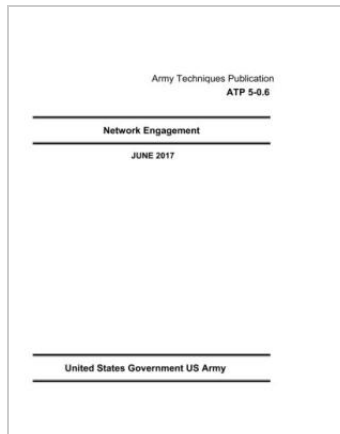 Army Techniques Publication
ATP 5-0.6
Network Engagement
JUNE 2017
United States Government US Army